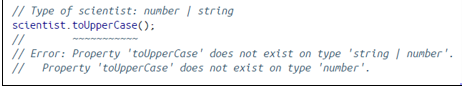 // Type of scientist: number | string
scientist.toUpperCase();
//        ~~~~~~~~~~~
// Error: Property 'toUpperCase' does not exist on type 'string | number'.
//   Property 'toUpperCase' does not exist on type 'number'.